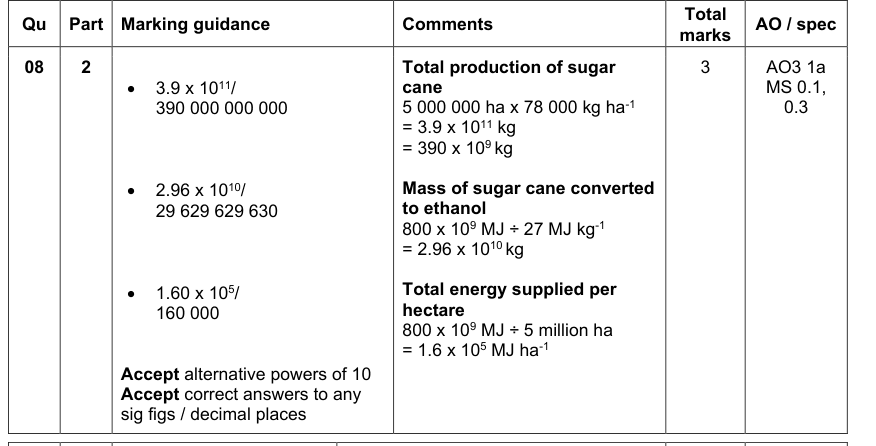 Qu Part Marking guidance Comments Total marks AO / spec
08 2
• 3.9 x 10¹¹/
390 000 000 000
• 2.96 x 10¹⁰/
29 629 629 630
• 1.60 x 10⁵/
160 000
Accept alternative powers of 10
Accept correct answers to any
sig figs / decimal places
Total production of sugar
cane
5 000 000 ha x 78 000 kg ha⁻¹
= 3.9 x 10¹¹ kg
= 390 x 10⁹ kg
Mass of sugar cane converted
to ethanol
800 x 10⁹ MJ ÷ 27 MJ kg⁻¹
= 2.96 x 10¹⁰ kg
Total energy supplied per
hectare
800 x 10⁹ MJ ÷ 5 million ha
= 1.6 x 10⁵ MJ ha⁻¹
3
AO3 1a
MS 0.1,
0.3